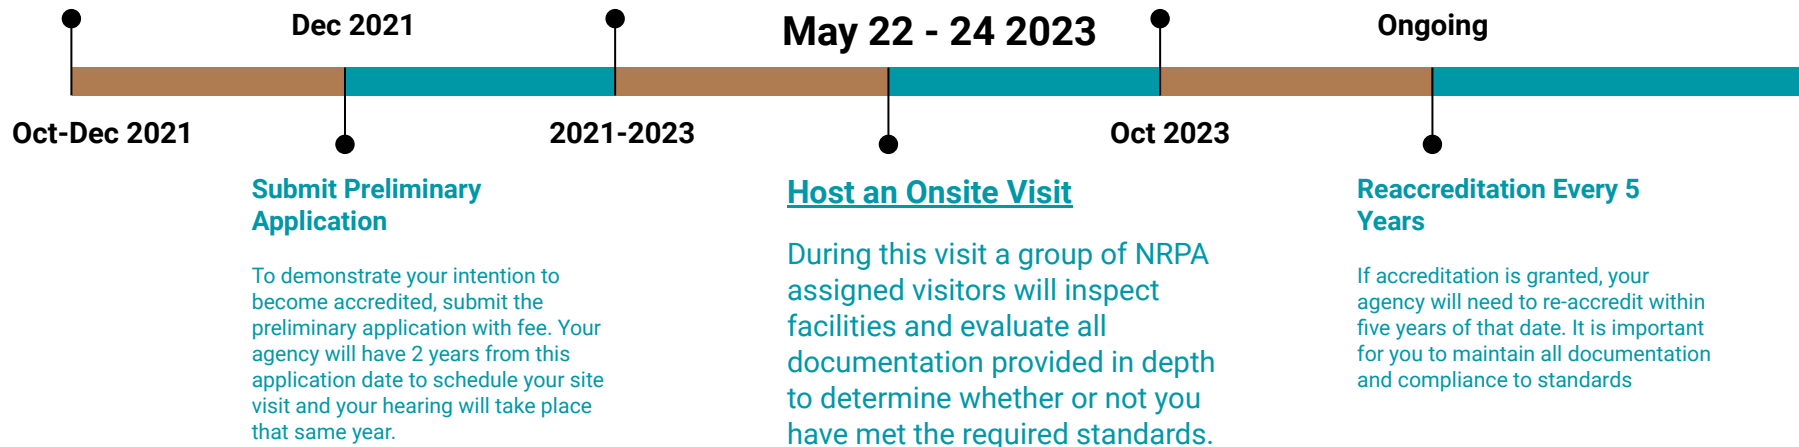 Dec 2021
May 22 - 24 2023
Ongoing
Oct-Dec 2021
2021-2023
Oct 2023
Submit Preliminary
Application
To demonstrate your intention to
become accredited, submit the
preliminary application with fee. Your
agency will have 2 years from this
application date to schedule your site
visit and your hearing will take place
that same year.
Host an Onsite Visit
During this visit a group of NRPA
assigned visitors will inspect
facilities and evaluate all
documentation provided in depth
to determine whether or not you
have met the required standards.
Reaccreditation Every 5
Years
If accreditation is granted, your
agency will need to re-accredit within
five years of that date. It is important
for you to maintain all documentation
and compliance to standards